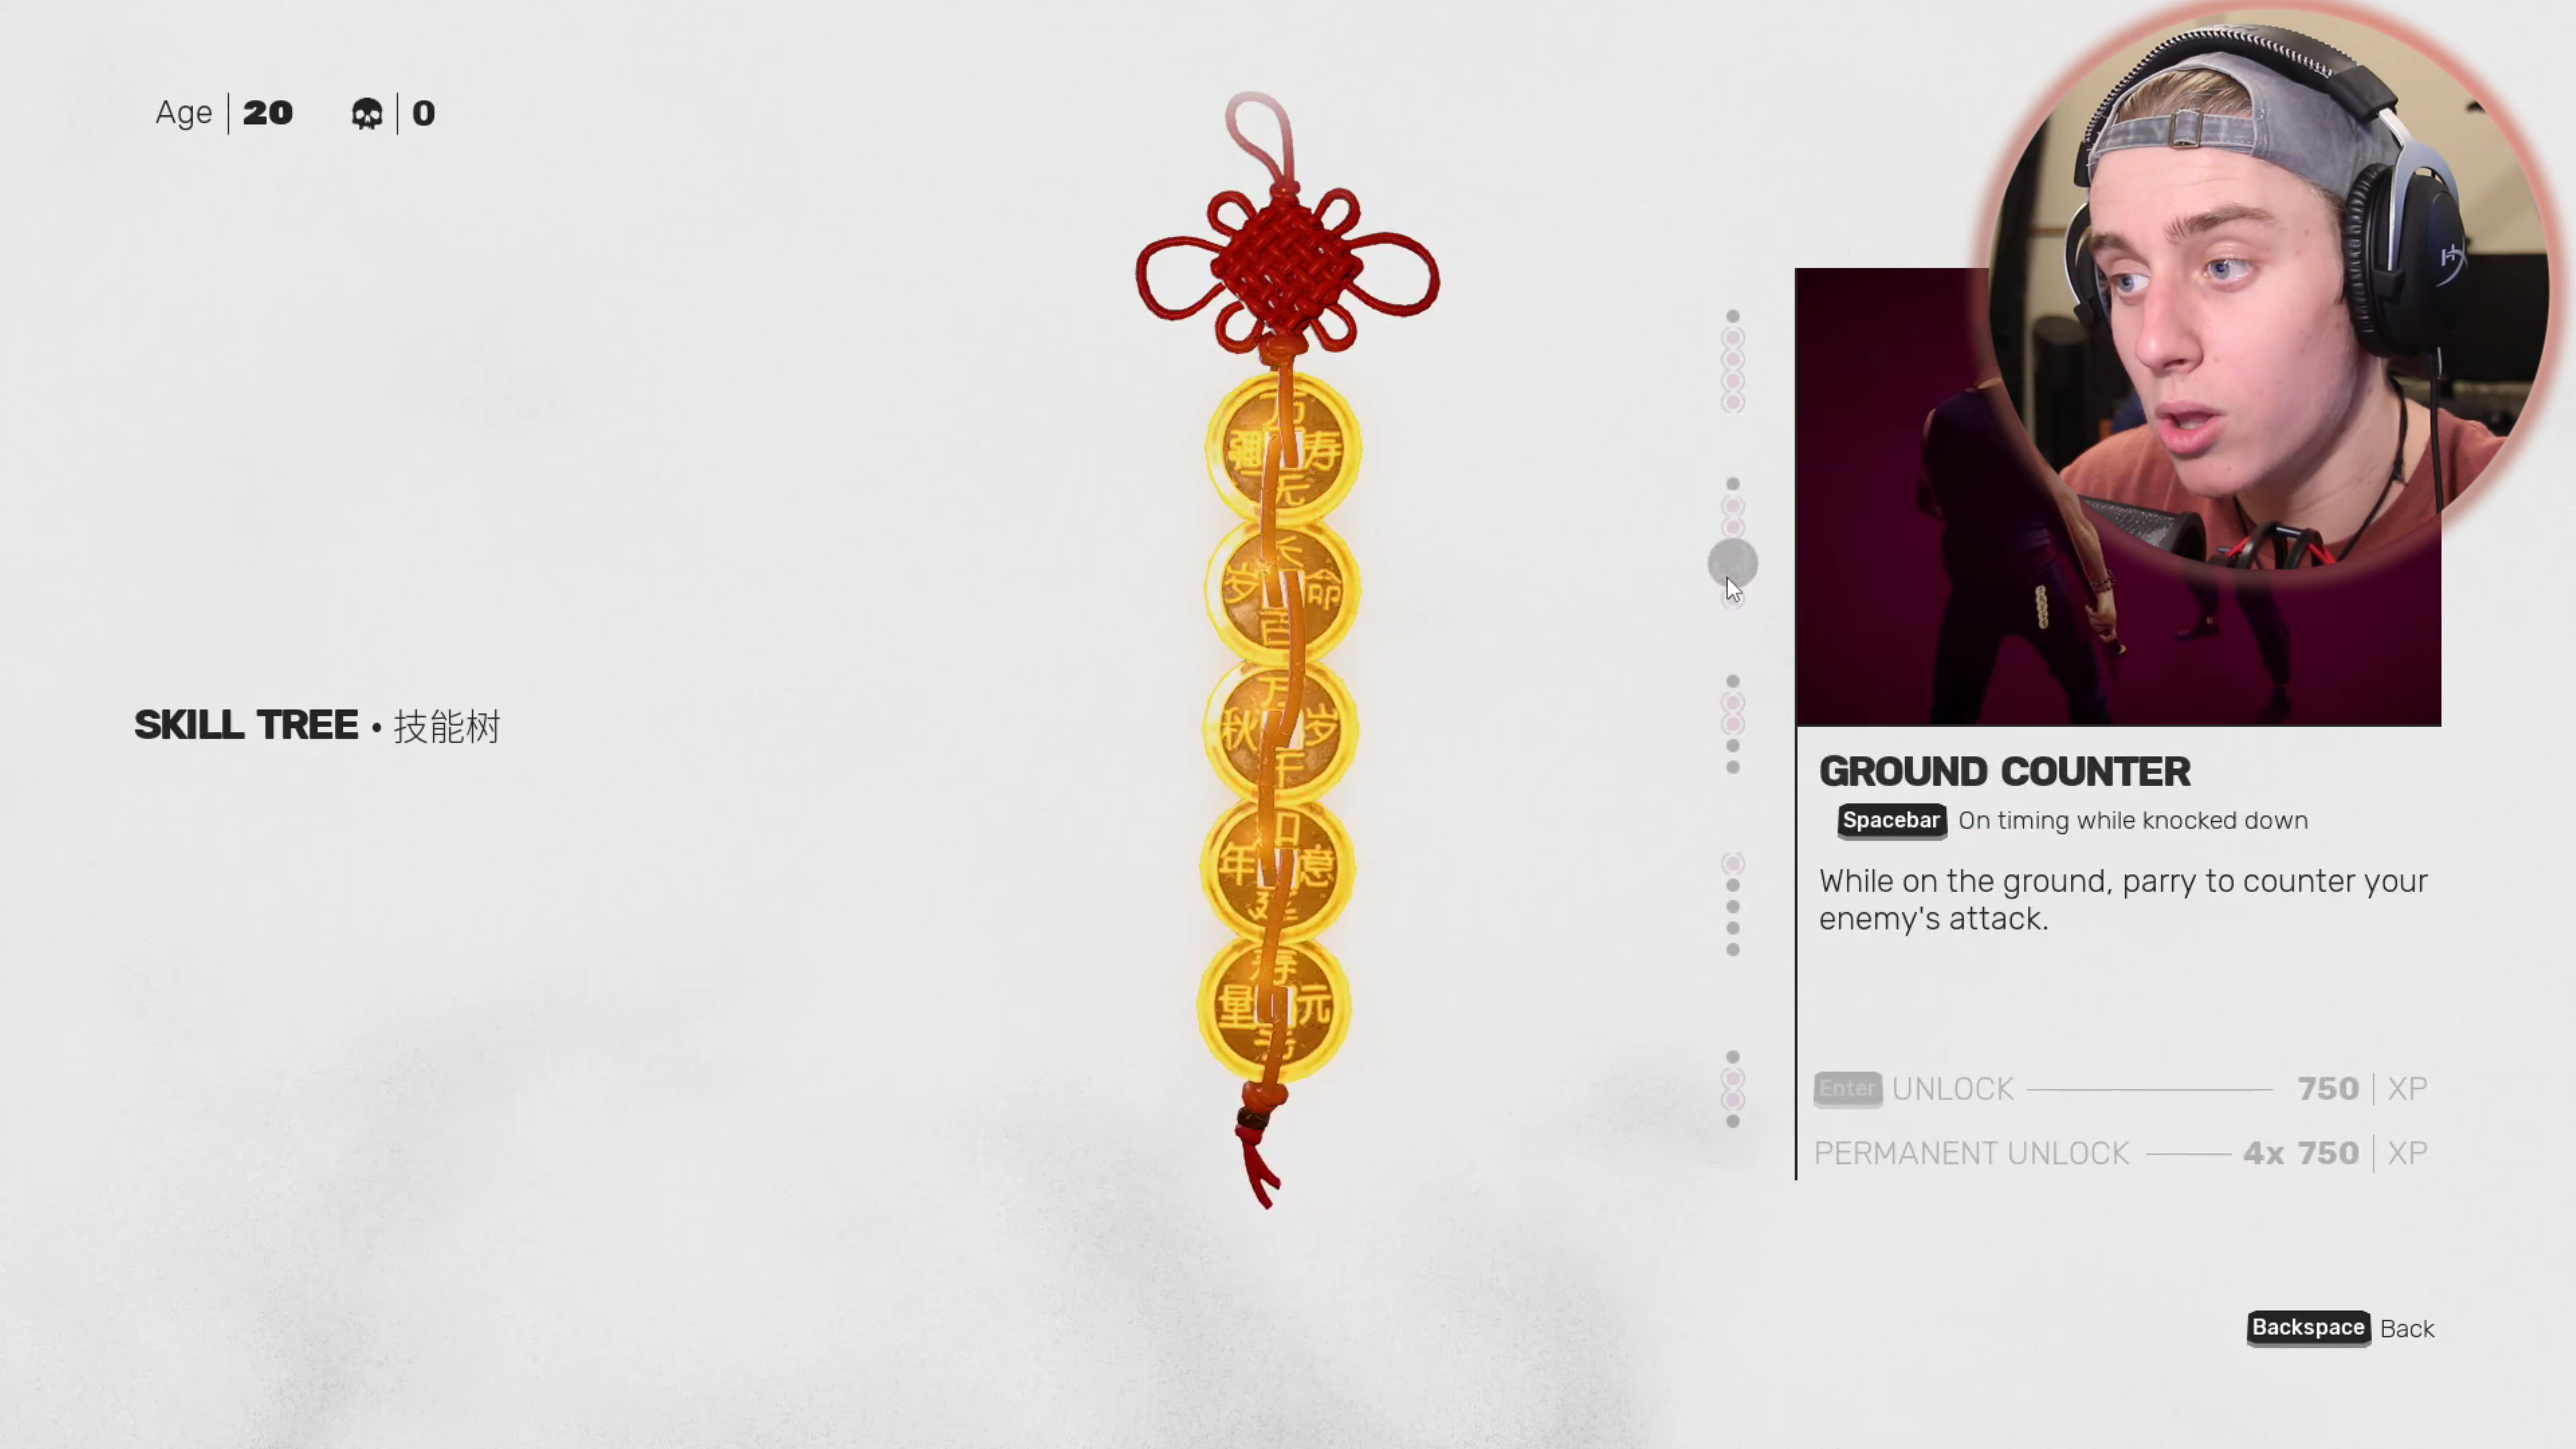 Age | 20 0
SKILL TREE • 技能树
GROUND COUNTER
Spacebar On timing while knocked down
While on the ground, parry to counter your
enemy's attack.
Enter UNLOCK 750 | XP
PERMANENT UNLOCK 4x 750 | XP
Backspace Back